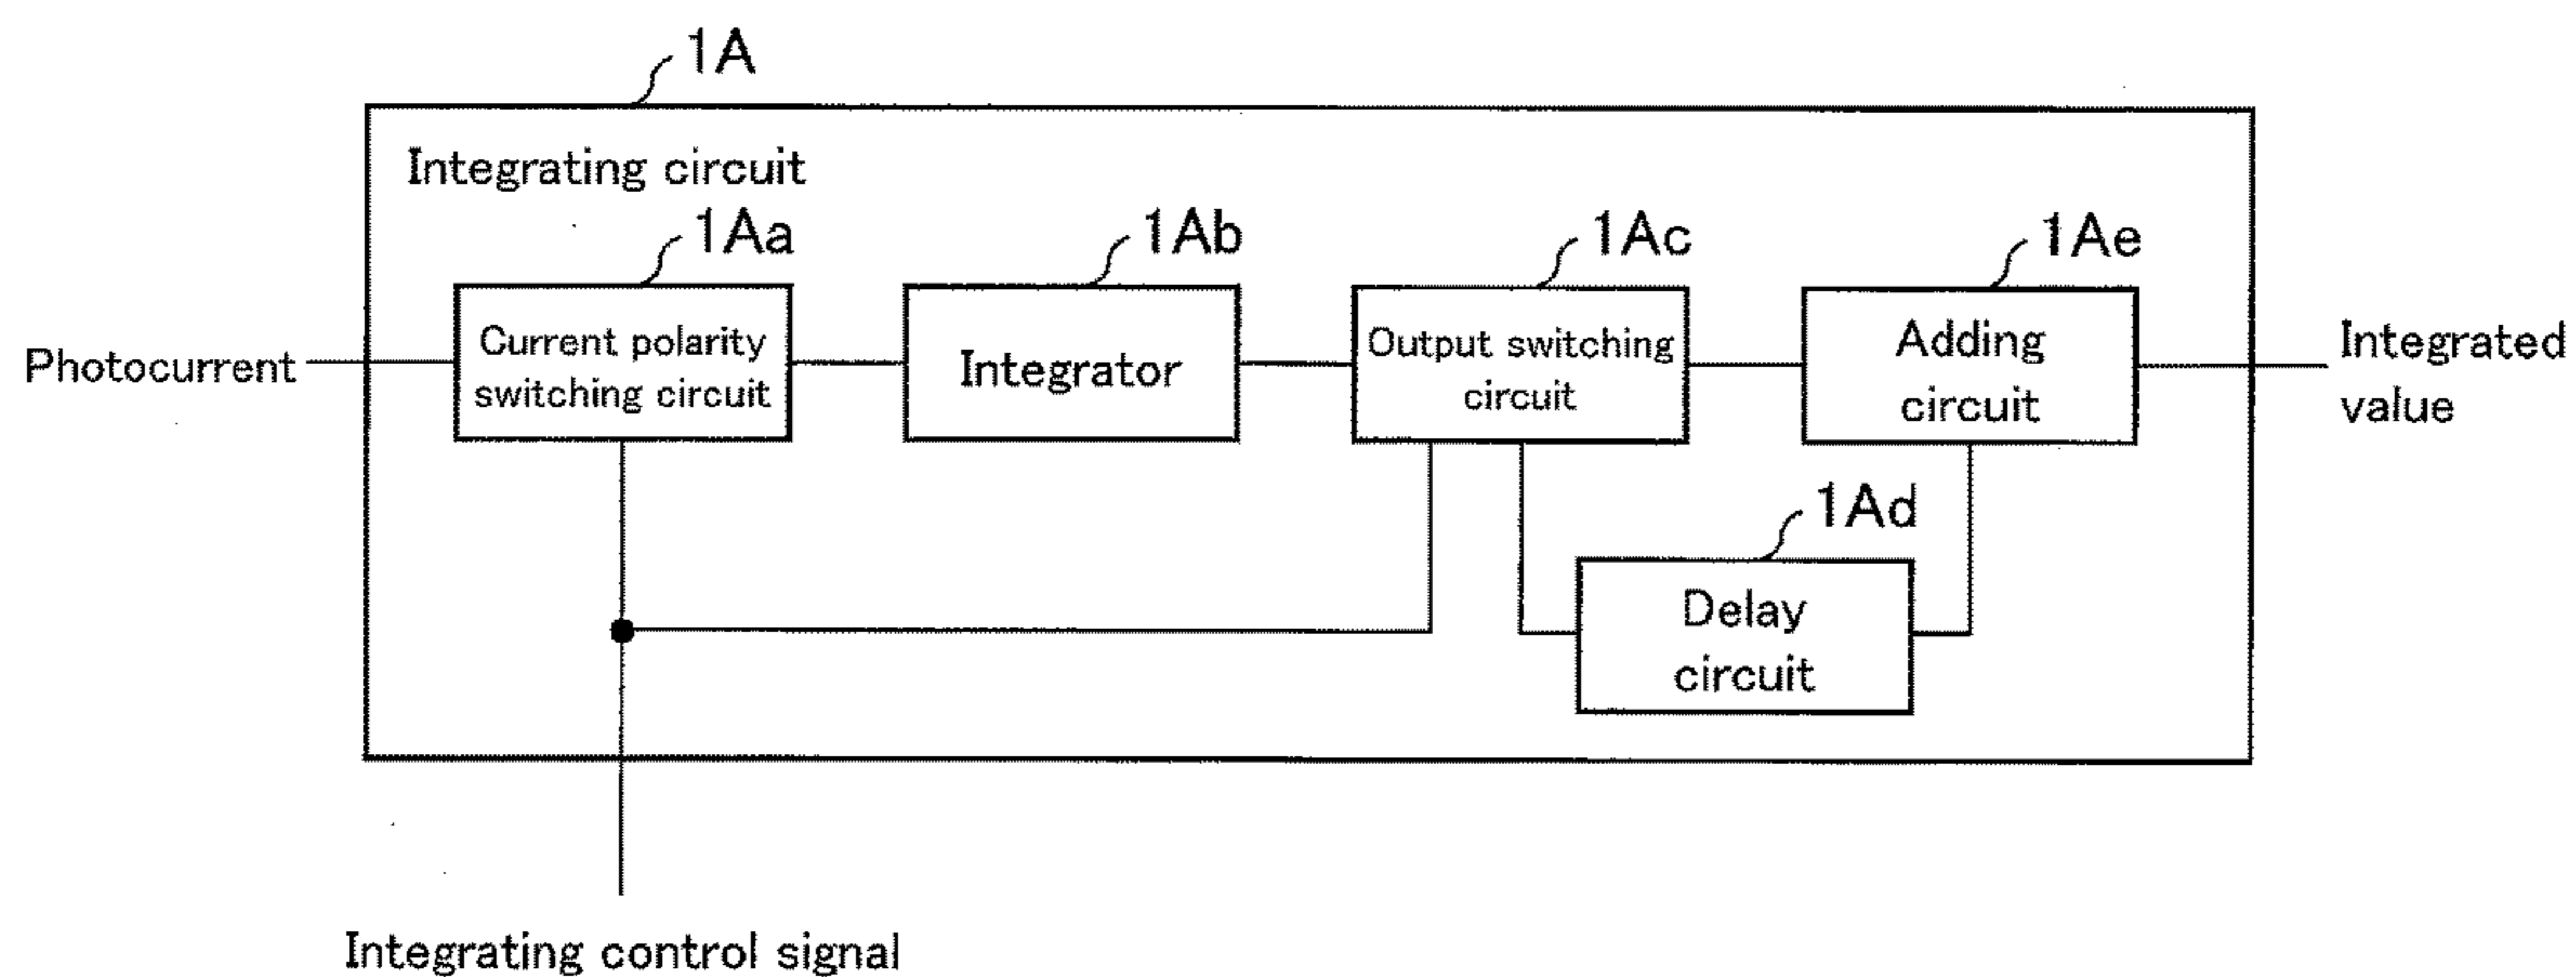 1A
Integrating circuit
1Aa
1Ab
1Ac
1Ae
Photocurrent
Current polarity
switching circuit
Integrator
Output switching
circuit
Adding
circuit
Integrated
value
1Ad
Delay
circuit
Integrating control signal